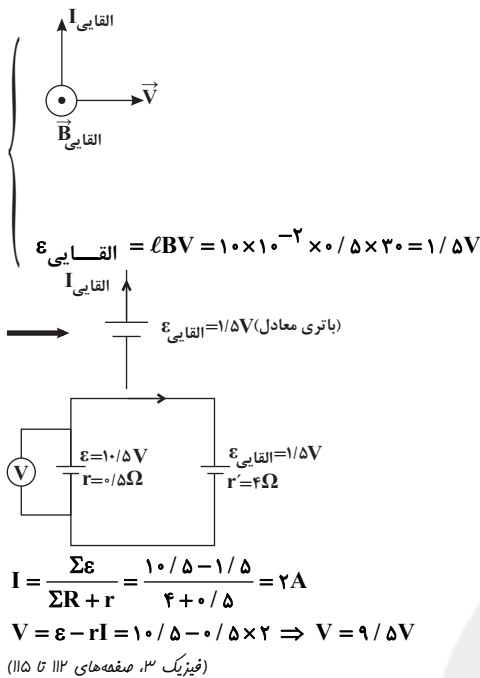 I القایی
V⃗
B⃗ القایی
ε القایی = ℓBV = ۱۰ × ۱۰^−۲ × ۰/۵ × ۳۰ = ۱/۵V
I القایی
ε القایی = ۱/۵V (باتری معادل)
ε = ۱۰/۵V
r = ۰/۵Ω
V
ε القایی = ۱/۵V
r′ = ۴Ω
I = Σε / (ΣR + r) = (۱۰/۵ − ۱/۵) / (۴ + ۰/۵) = ۲A
V = ε − rI = ۱۰/۵ − ۰/۵ × ۲ ⇒ V = ۹/۵V
(فیزیک ۳، صفحه‌های ۱۱۲ تا ۱۱۵)